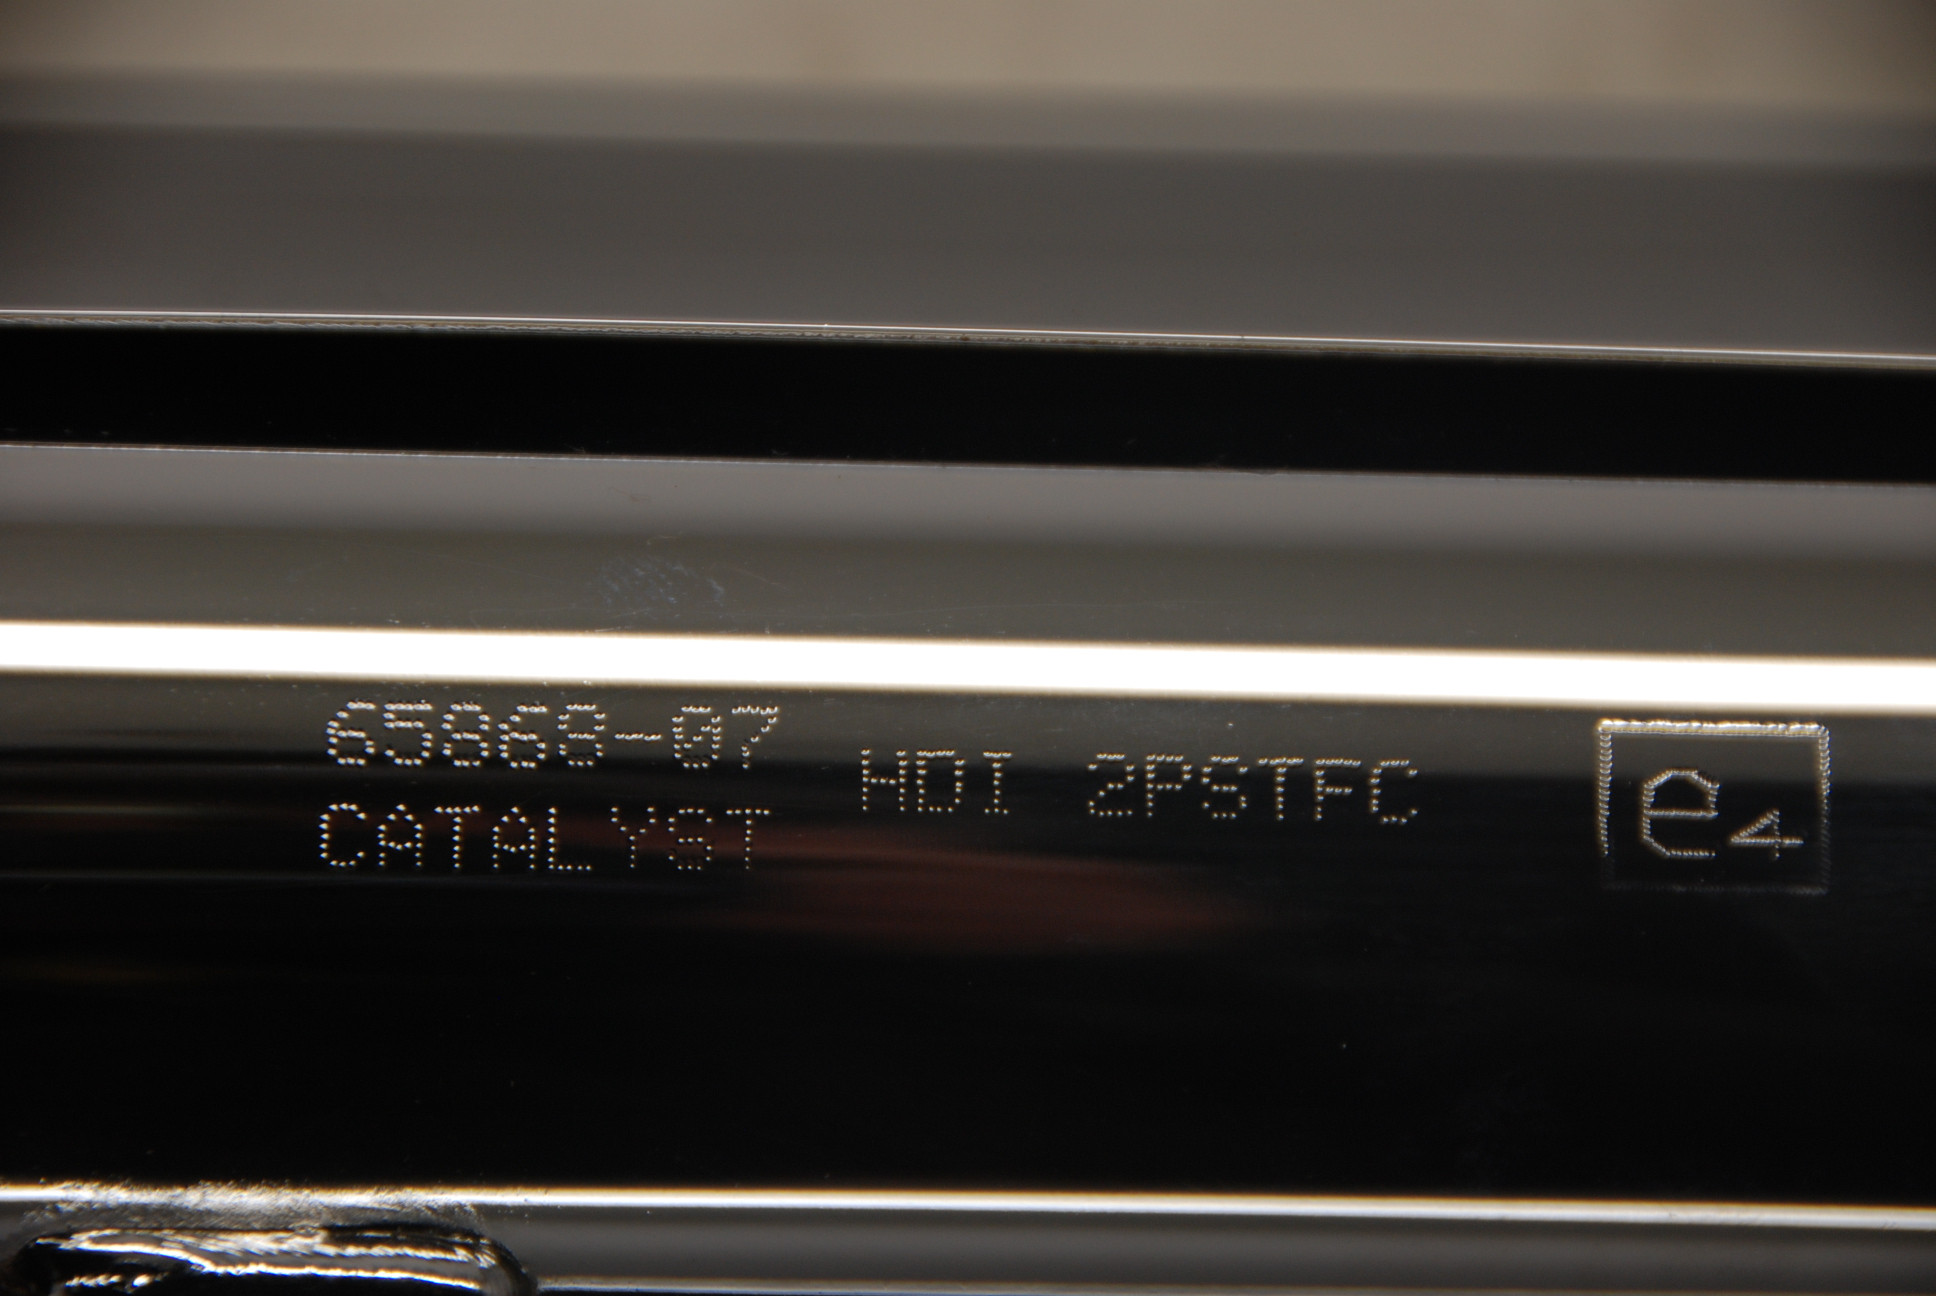 65868-07
CATALYST
HDI 2PSTFC
e4